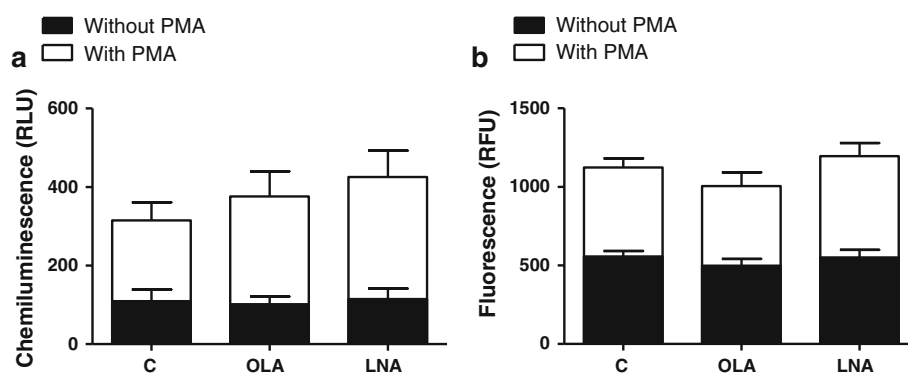 Without PMA
With PMA
a
Chemiluminescence (RLU)
600
400
200
0
C OLA LNA
Without PMA
With PMA
b
Fluorescence (RFU)
1500
1000
500
0
C OLA LNA